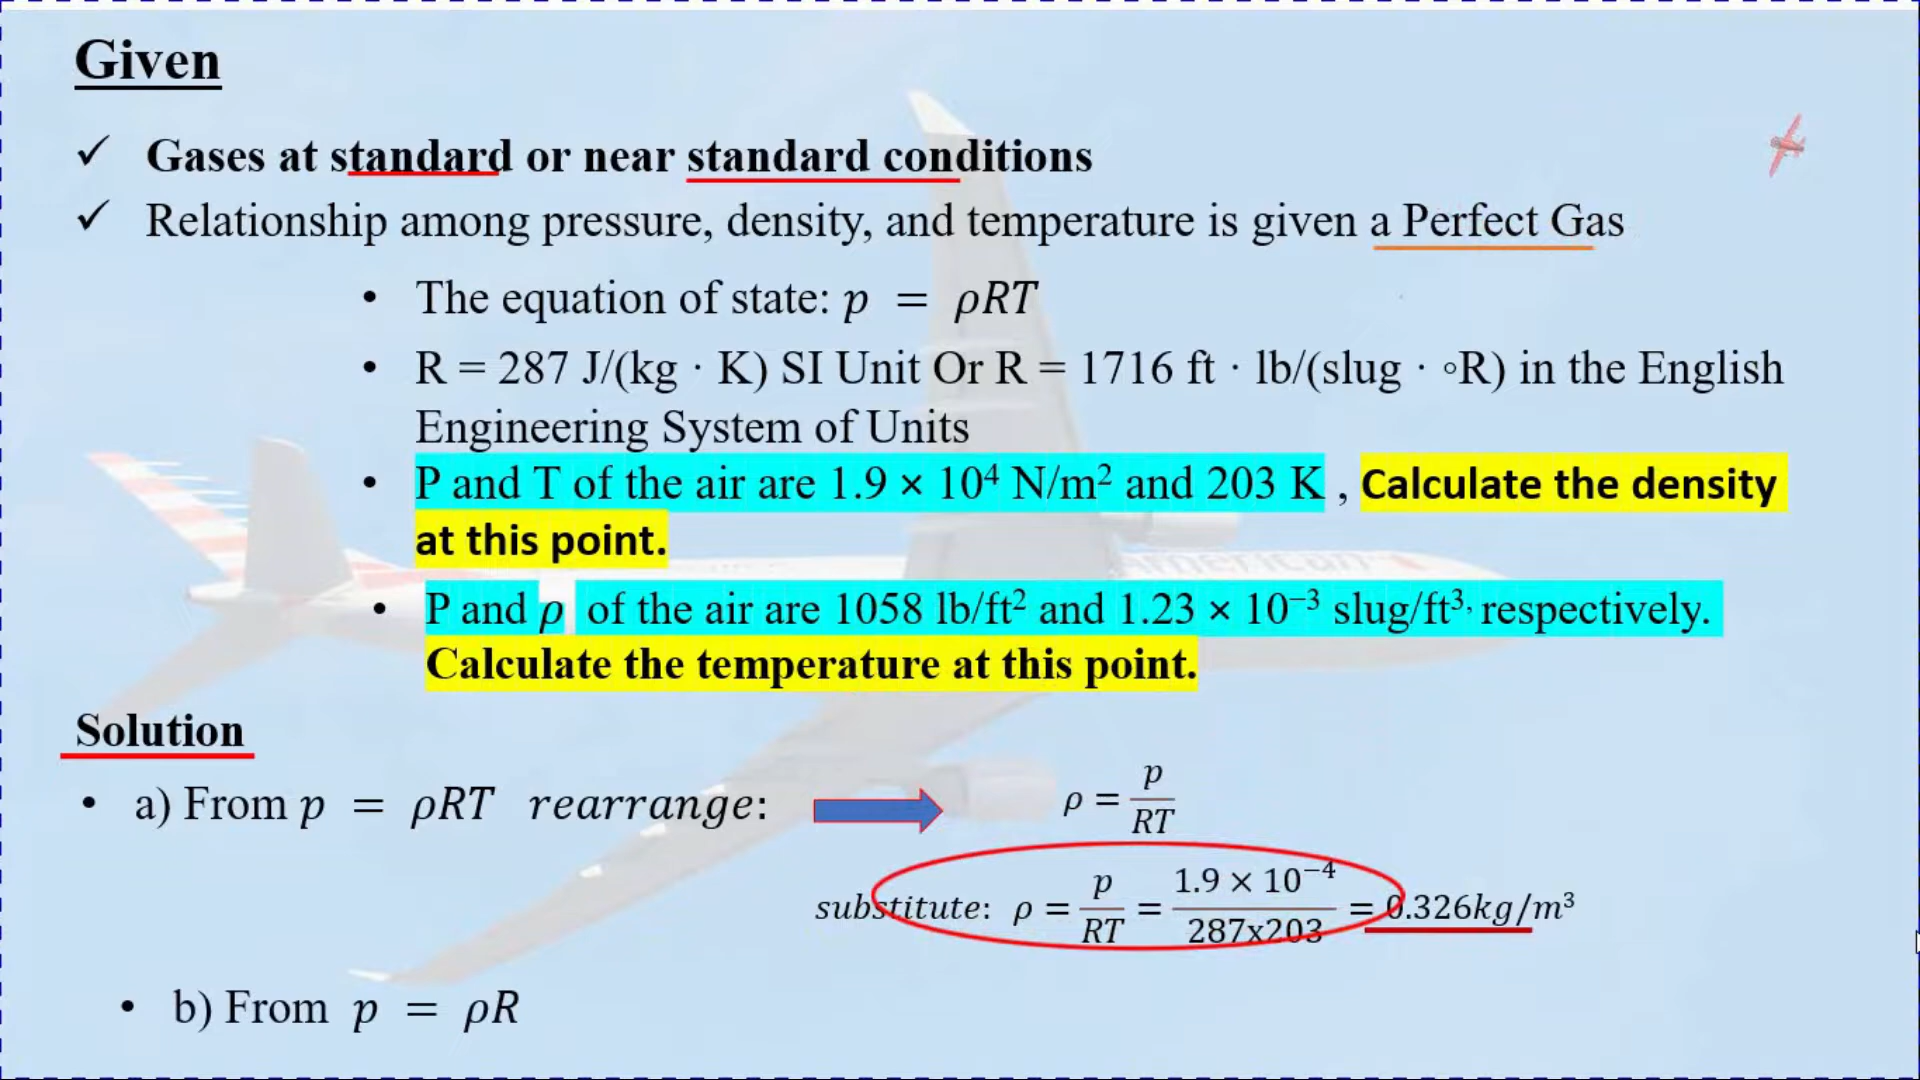 Given
✓ Gases at standard or near standard conditions
✓ Relationship among pressure, density, and temperature is given a Perfect Gas
• The equation of state: p = ρRT
• R = 287 J/(kg · K) SI Unit Or R = 1716 ft · lb/(slug · ∘R) in the English
Engineering System of Units
• P and T of the air are 1.9 × 10⁴ N/m² and 203 K , Calculate the density
at this point.
• P and ρ of the air are 1058 lb/ft² and 1.23 × 10⁻³ slug/ft³, respectively.
Calculate the temperature at this point.
Solution
• a) From p = ρRT rearrange: ρ = p/RT
substitute: ρ = p/RT = 1.9 × 10⁻⁴/287x203 = 0.326kg/m³
• b) From p = ρR
American